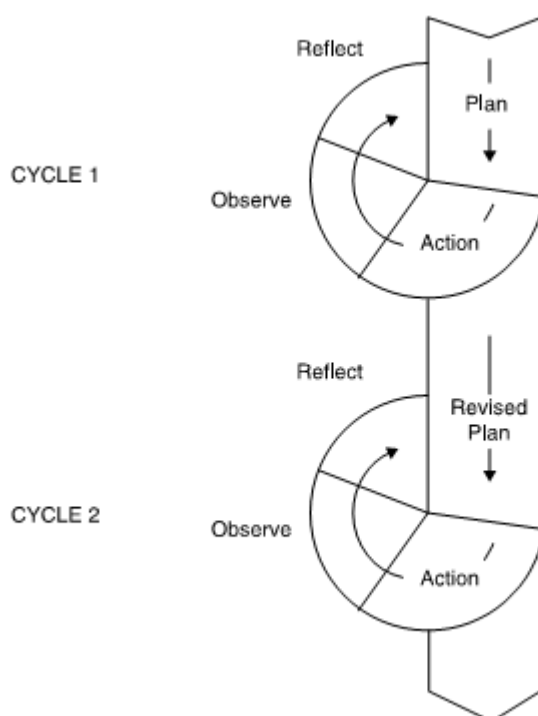 Reflect
Plan
CYCLE 1
Observe
Action
Reflect
Revised
Plan
CYCLE 2
Observe
Action